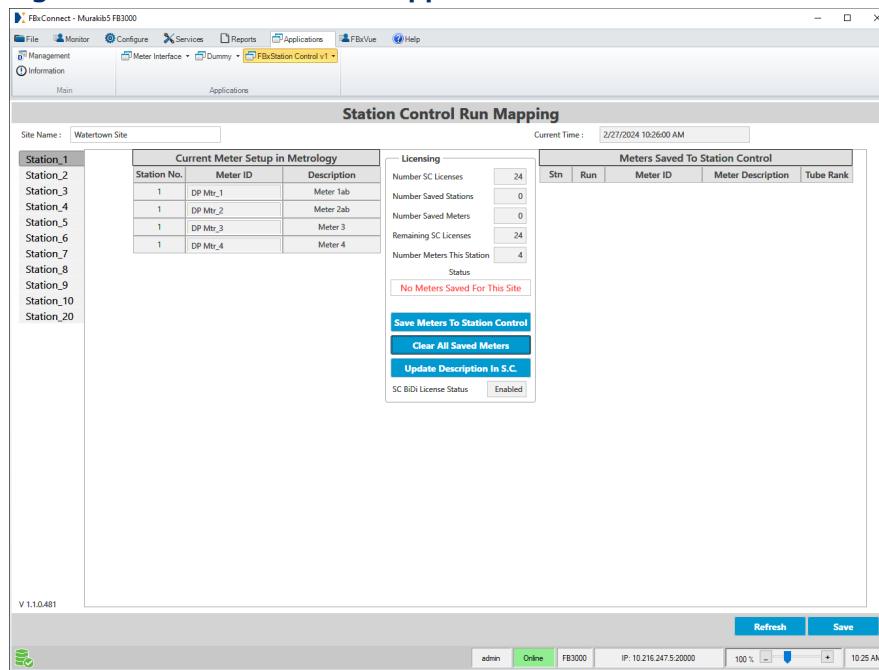 FBxConnect - Murakib5 FB3000
File Monitor Configure Services Reports Applications FBxVue Help
Management
Information
Main
Meter Interface Dummy FBxStation Control v1
Applications
Station Control Run Mapping
Site Name : Watertown Site
Current Time : 2/27/2024 10:26:00 AM
Station_1
Station_2
Station_3
Station_4
Station_5
Station_6
Station_7
Station_8
Station_9
Station_10
Station_20
Current Meter Setup in Metrology
Station No. Meter ID Description
1 DP Mtr_1 Meter 1ab
1 DP Mtr_2 Meter 2ab
1 DP Mtr_3 Meter 3
1 DP Mtr_4 Meter 4
Licensing
Number SC Licenses 24
Number Saved Stations 0
Number Saved Meters 0
Remaining SC Licenses 24
Number Meters This Station 4
Status
No Meters Saved For This Site
Save Meters To Station Control
Clear All Saved Meters
Update Description In S.C.
SC BiDi License Status Enabled
Meters Saved To Station Control
Stn Run Meter ID Meter Description Tube Rank
V 1.1.0.481
Refresh Save
admin Online FB3000 IP: 10.216.247.5:20000 100 % - + 10:25 AM